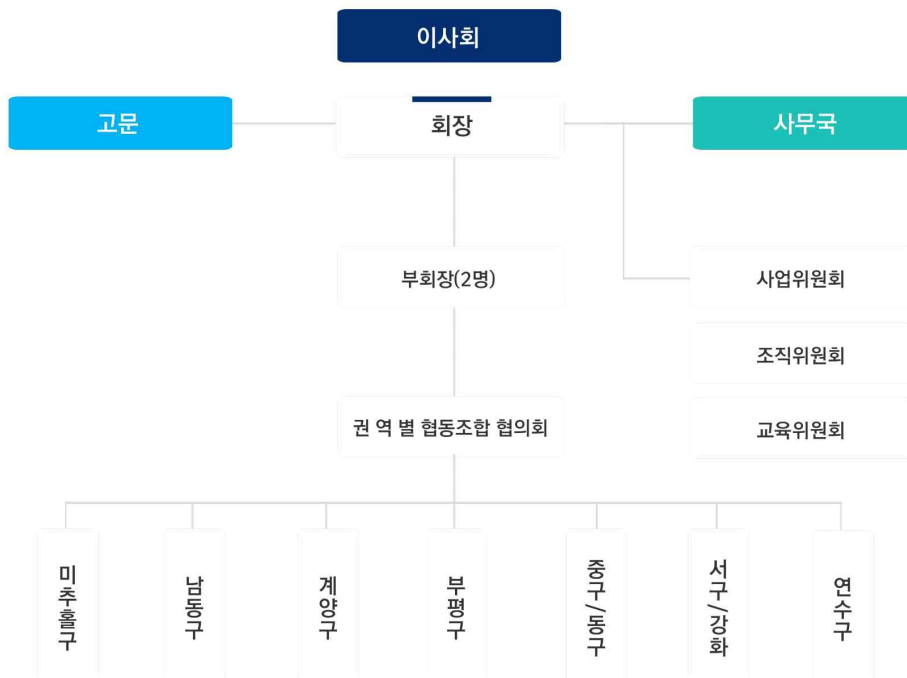 이사회
고문
회장
사무국
부회장(2명)
사업위원회
조직위원회
권 역 별 협동조합 협의회
교육위원회
미추홀구
남동구
계양구
부평구
중구/동구
서구/강화
연수구